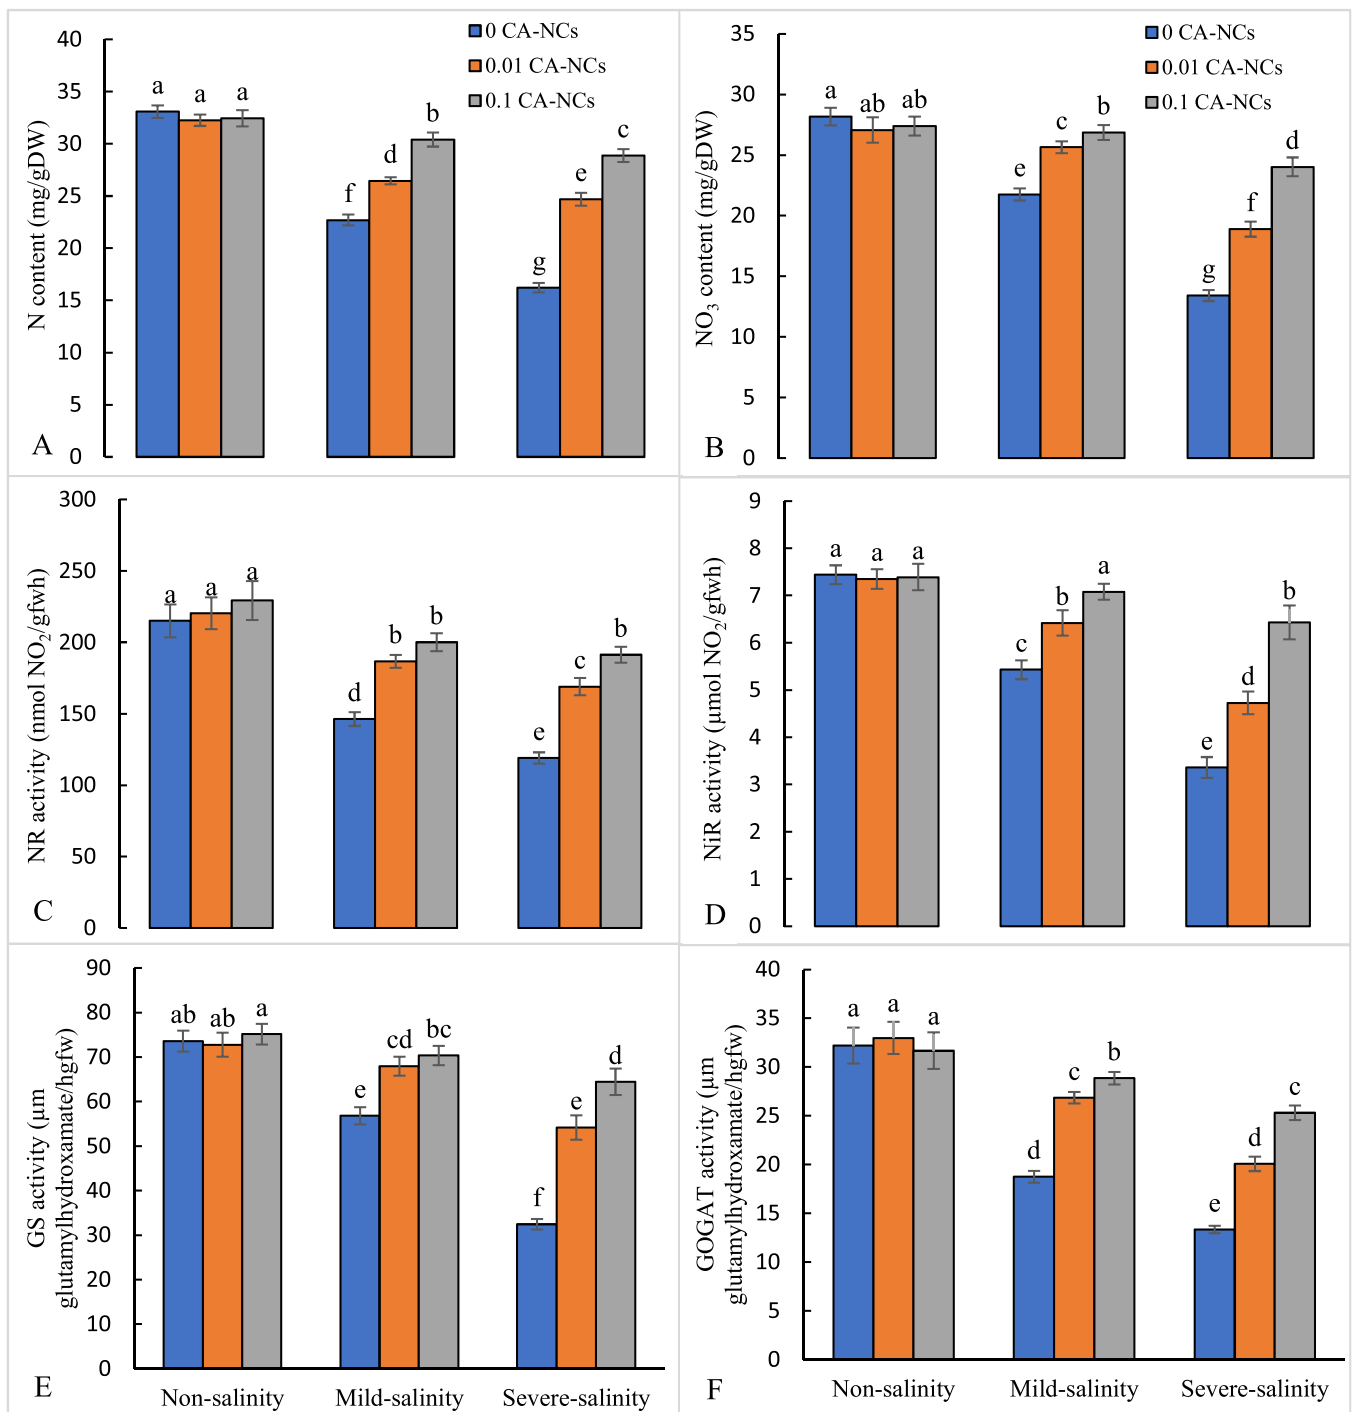 40
35
30
25
20
15
10
5
0
N content (mg/gDW)
A
0 CA-NCs
0.01 CA-NCs
0.1 CA-NCs
a a a
f d b
g e c
35
30
25
20
15
10
5
0
NO3 content (mg/gDW)
B
0 CA-NCs
0.01 CA-NCs
0.1 CA-NCs
a ab ab
e c b
g f d
300
250
200
150
100
50
0
NR activity (nmol NO2/gfwh)
C
a a a
d b b
e c b
9
8
7
6
5
4
3
2
1
0
NiR activity (μmol NO2/gfwh)
D
a a a
c b a
e d b
90
80
70
60
50
40
30
20
10
0
GS activity (μm
glutamylhydroxamate/hgfw)
E
ab ab a
e cd bc
f e d
Non-salinity Mild-salinity Severe-salinity
40
35
30
25
20
15
10
5
0
GOGAT activity (μm
glutamylhydroxamate/hgfw)
F
a a a
d c b
e d c
Non-salinity Mild-salinity Severe-salinity